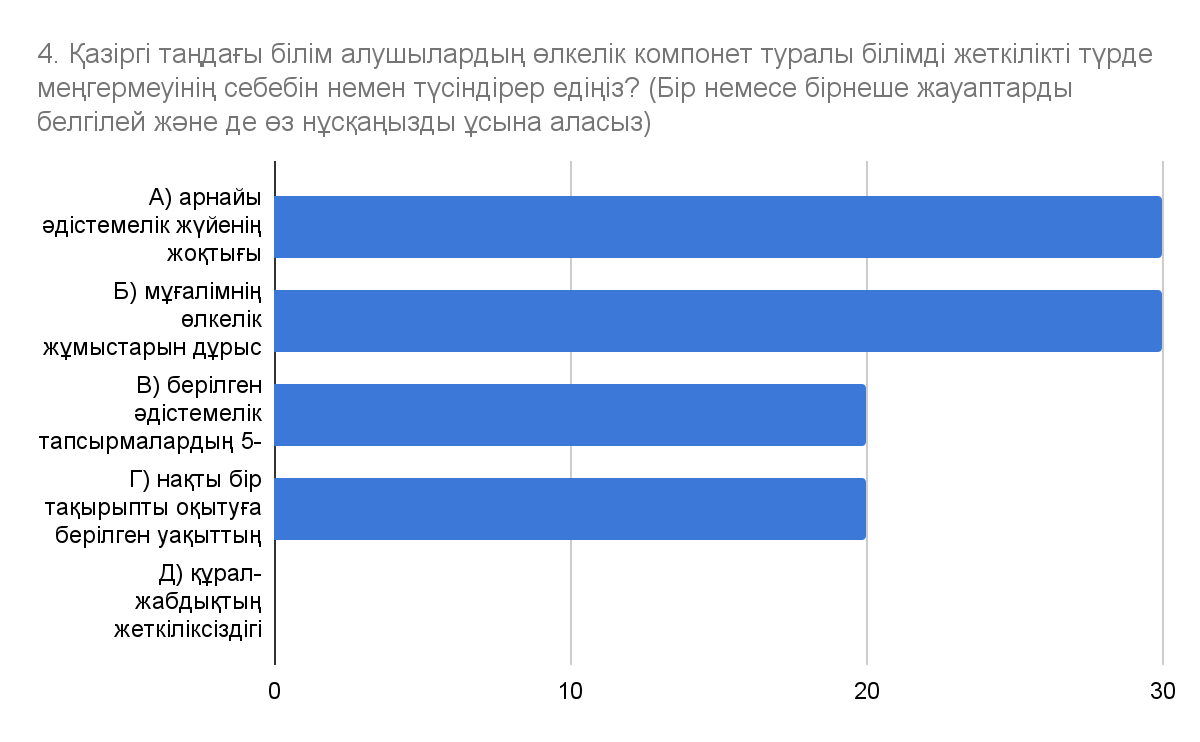 4. Қазіргі таңдағы білім алушылардың өлкелік компонет туралы білімді жеткілікті түрде
меңгермеуінің себебін немен түсіндірер едіңіз? (Бір немесе бірнеше жауаптарды
белгілей және де өз нұсқаңызды ұсына аласыз)
А) арнайы
әдістемелік жүйенің
жоқтығы
Б) мұғалімнің
өлкелік
жұмыстарын дұрыс
В) берілген
әдістемелік
тапсырмалардың 5-
Г) нақты бір
тақырыпты оқытуға
берілген уақыттың
Д) құрал-
жабдықтың
жеткіліксіздігі
0 10 20 30